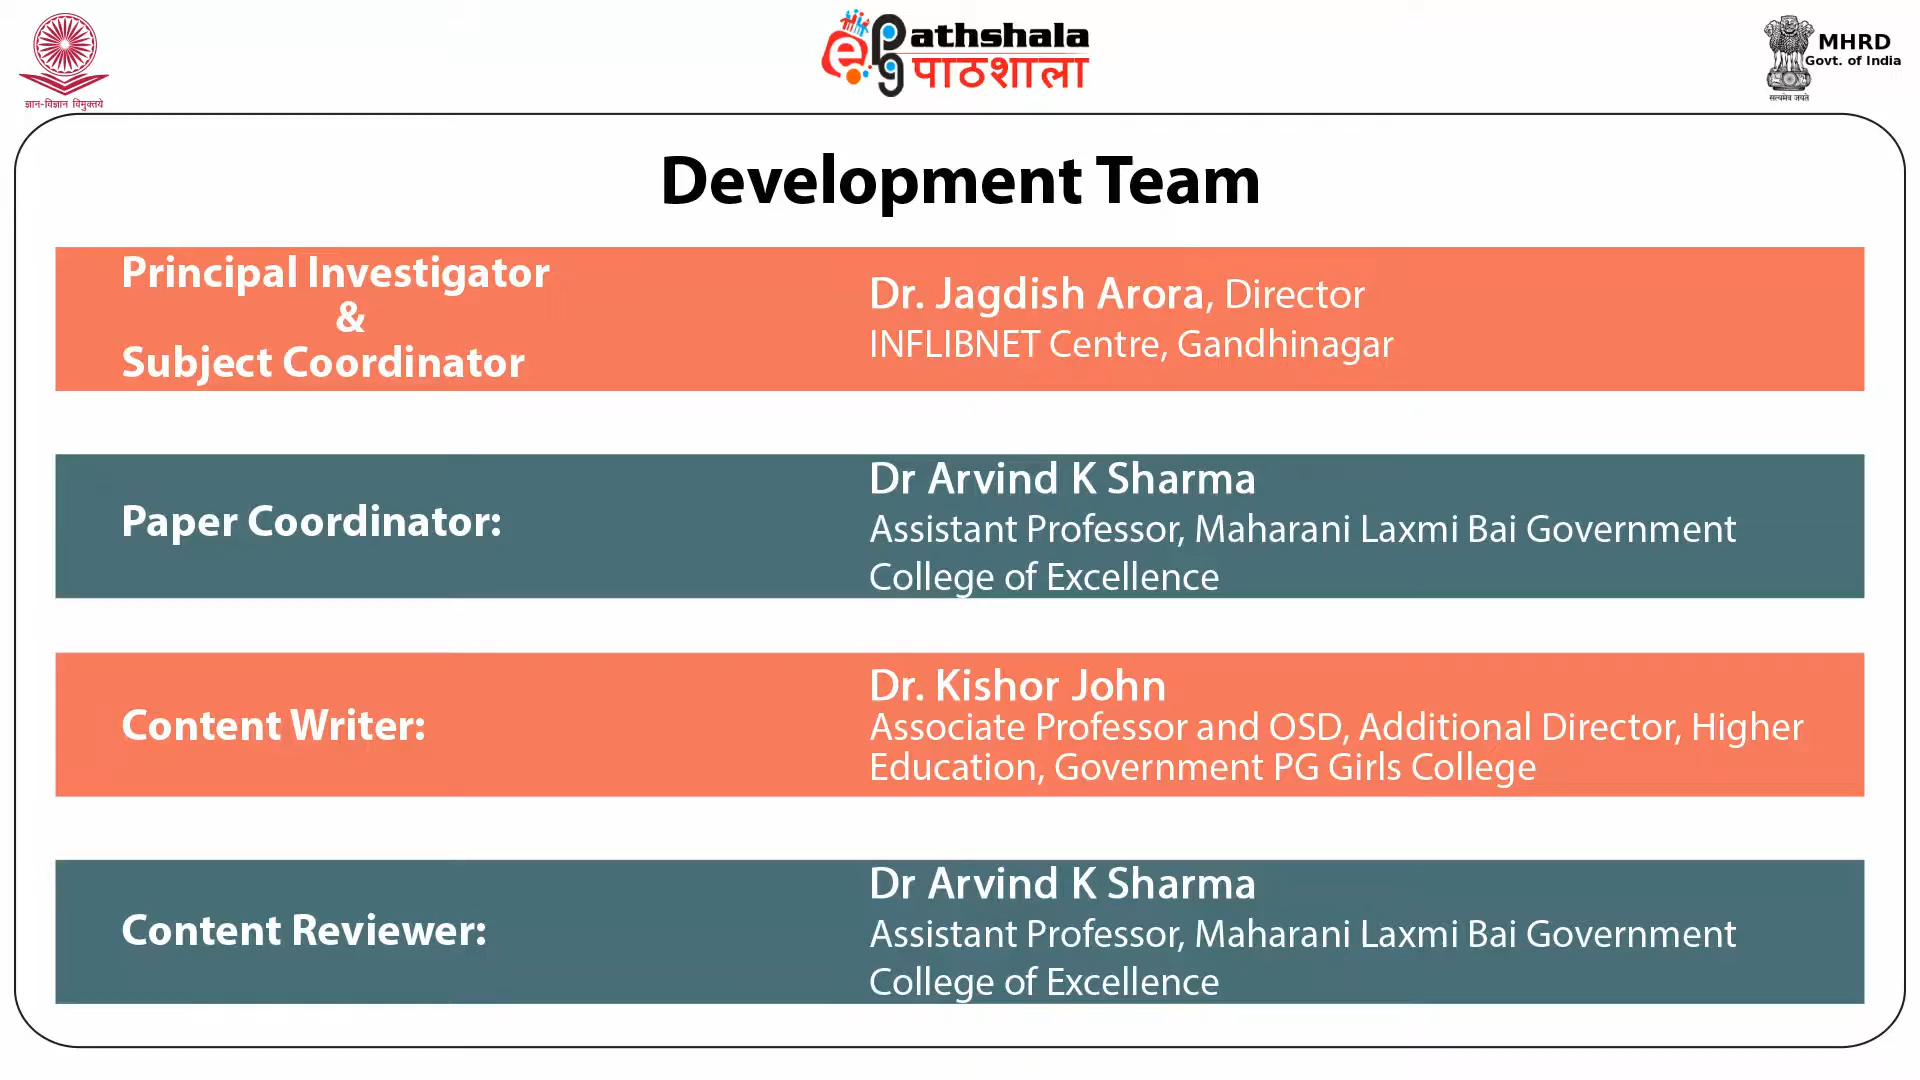 ज्ञान-विज्ञान विमुक्तये
ePathshala
पाठशाला
MHRD
Govt. of India
सत्यमेव जयते
Development Team
Principal Investigator
&
Subject Coordinator
Dr. Jagdish Arora, Director
INFLIBNET Centre, Gandhinagar
Paper Coordinator:
Dr Arvind K Sharma
Assistant Professor, Maharani Laxmi Bai Government
College of Excellence
Content Writer:
Dr. Kishor John
Associate Professor and OSD, Additional Director, Higher
Education, Government PG Girls College
Content Reviewer:
Dr Arvind K Sharma
Assistant Professor, Maharani Laxmi Bai Government
College of Excellence